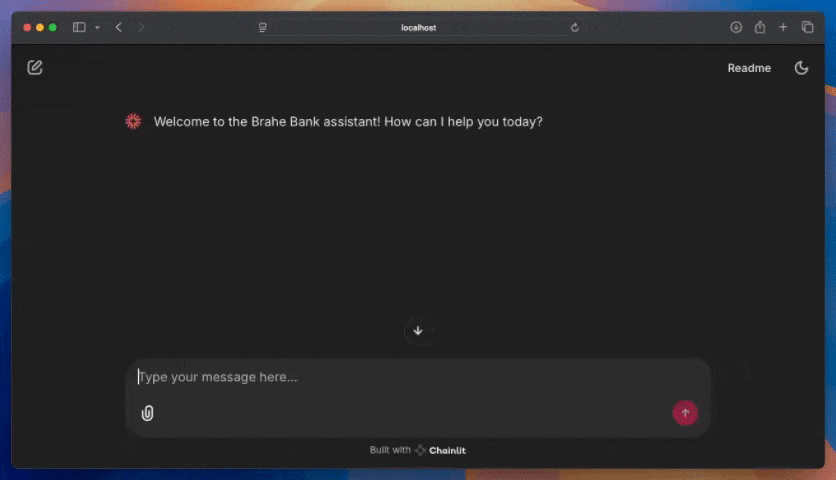 localhost
Readme
Welcome to the Brahe Bank assistant! How can I help you today?
Type your message here...
Built with Chainlit